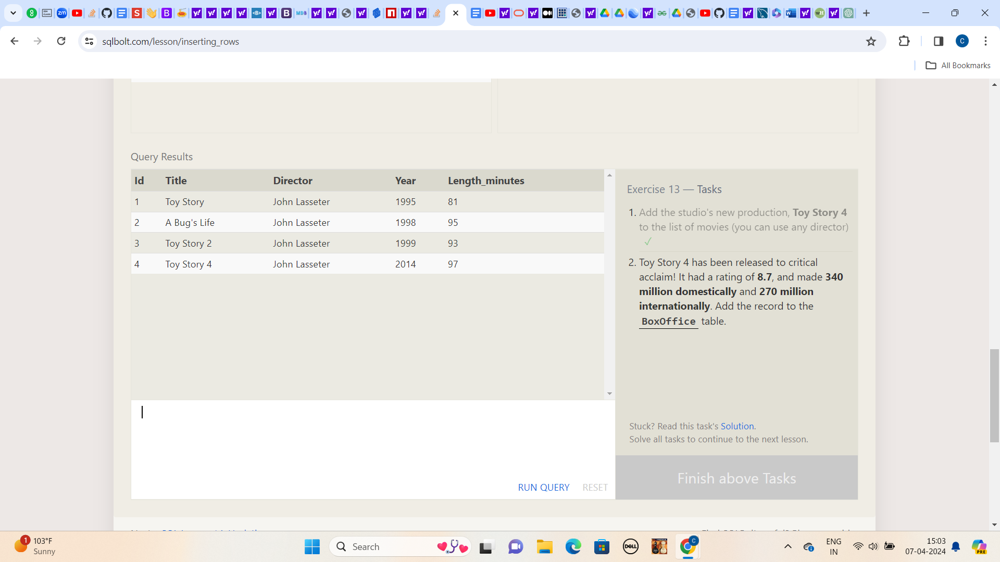 sqlbolt.com/lesson/inserting_rows
All Bookmarks
Query Results
Id Title Director Year Length_minutes
1 Toy Story John Lasseter 1995 81
2 A Bug's Life John Lasseter 1998 95
3 Toy Story 2 John Lasseter 1999 93
4 Toy Story 4 John Lasseter 2014 97
Exercise 13 — Tasks
1. Add the studio's new production, Toy Story 4
to the list of movies (you can use any director)
✓
2. Toy Story 4 has been released to critical
acclaim! It had a rating of 8.7, and made 340
million domestically and 270 million
internationally. Add the record to the
BoxOffice table.
Stuck? Read this task's Solution.
Solve all tasks to continue to the next lesson.
RUN QUERY RESET
Finish above Tasks
1
103°F
Sunny
Search
DELL
C
ENG
IN
15:03
07-04-2024
PRE